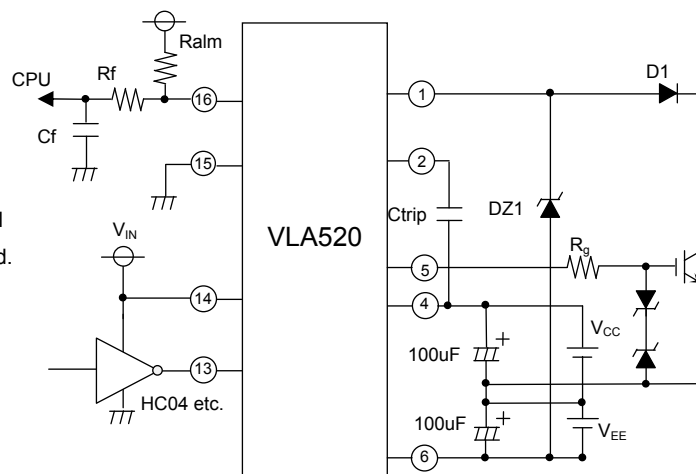 Ralm
D1
CPU
Rf
16
1
Cf
15
2
Ctrip
DZ1
l
d.
VLA520
VIN
Rg
5
14
4
VCC
100uF
+
13
HC04 etc.
100uF
+
VEE
6